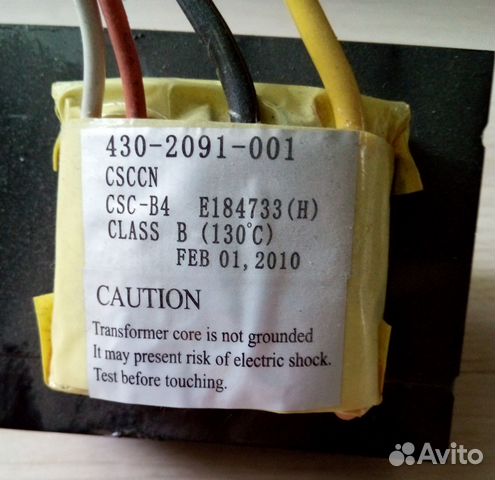 430-2091-001
CSCCN
CSC-B4 E184733(H)
CLASS B (130℃)
FEB 01, 2010
CAUTION
Transformer core is not grounded
It may present risk of electric shock.
Test before touching.
Avito